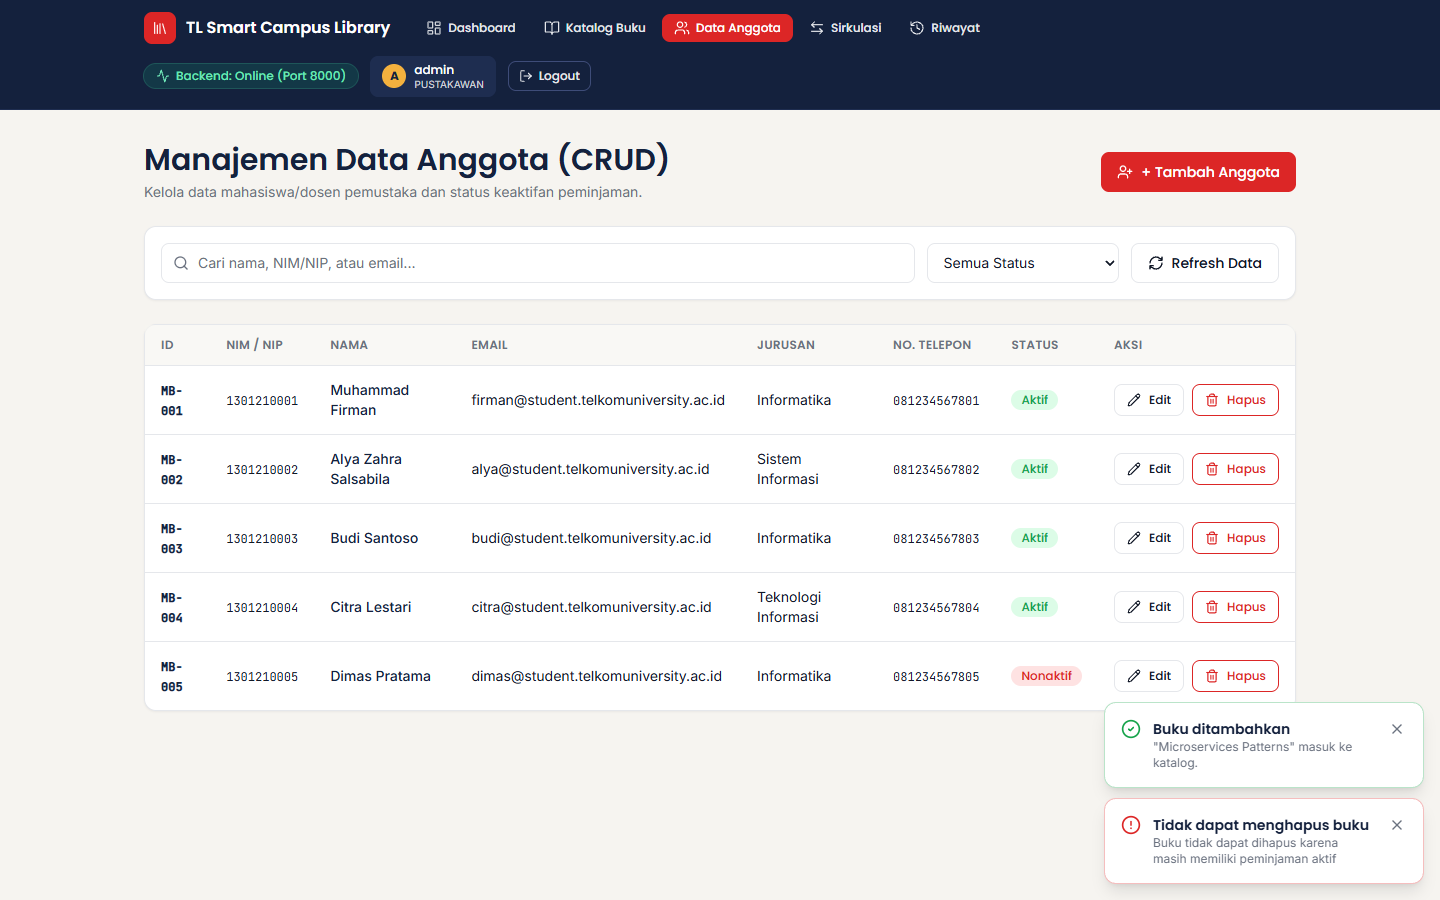 TL Smart Campus Library
Dashboard
Katalog Buku
Data Anggota
Sirkulasi
Riwayat
Backend: Online (Port 8000)
A
admin
PUSTAKAWAN
Logout
Manajemen Data Anggota (CRUD)
Kelola data mahasiswa/dosen pemustaka dan status keaktifan peminjaman.
+ Tambah Anggota
Cari nama, NIM/NIP, atau email...
Semua Status
Refresh Data
ID NIM / NIP NAMA EMAIL JURUSAN NO. TELEPON STATUS AKSI
MB-
001
1301210001
Muhammad
Firman
firman@student.telkomuniversity.ac.id
Informatika
081234567801
Aktif
Edit
Hapus
MB-
002
1301210002
Alya Zahra
Salsabila
alya@student.telkomuniversity.ac.id
Sistem
Informasi
081234567802
Aktif
Edit
Hapus
MB-
003
1301210003
Budi Santoso
budi@student.telkomuniversity.ac.id
Informatika
081234567803
Aktif
Edit
Hapus
MB-
004
1301210004
Citra Lestari
citra@student.telkomuniversity.ac.id
Teknologi
Informasi
081234567804
Aktif
Edit
Hapus
MB-
005
1301210005
Dimas Pratama
dimas@student.telkomuniversity.ac.id
Informatika
081234567805
Nonaktif
Edit
Hapus
Buku ditambahkan
"Microservices Patterns" masuk ke
katalog.
Tidak dapat menghapus buku
Buku tidak dapat dihapus karena
masih memiliki peminjaman aktif